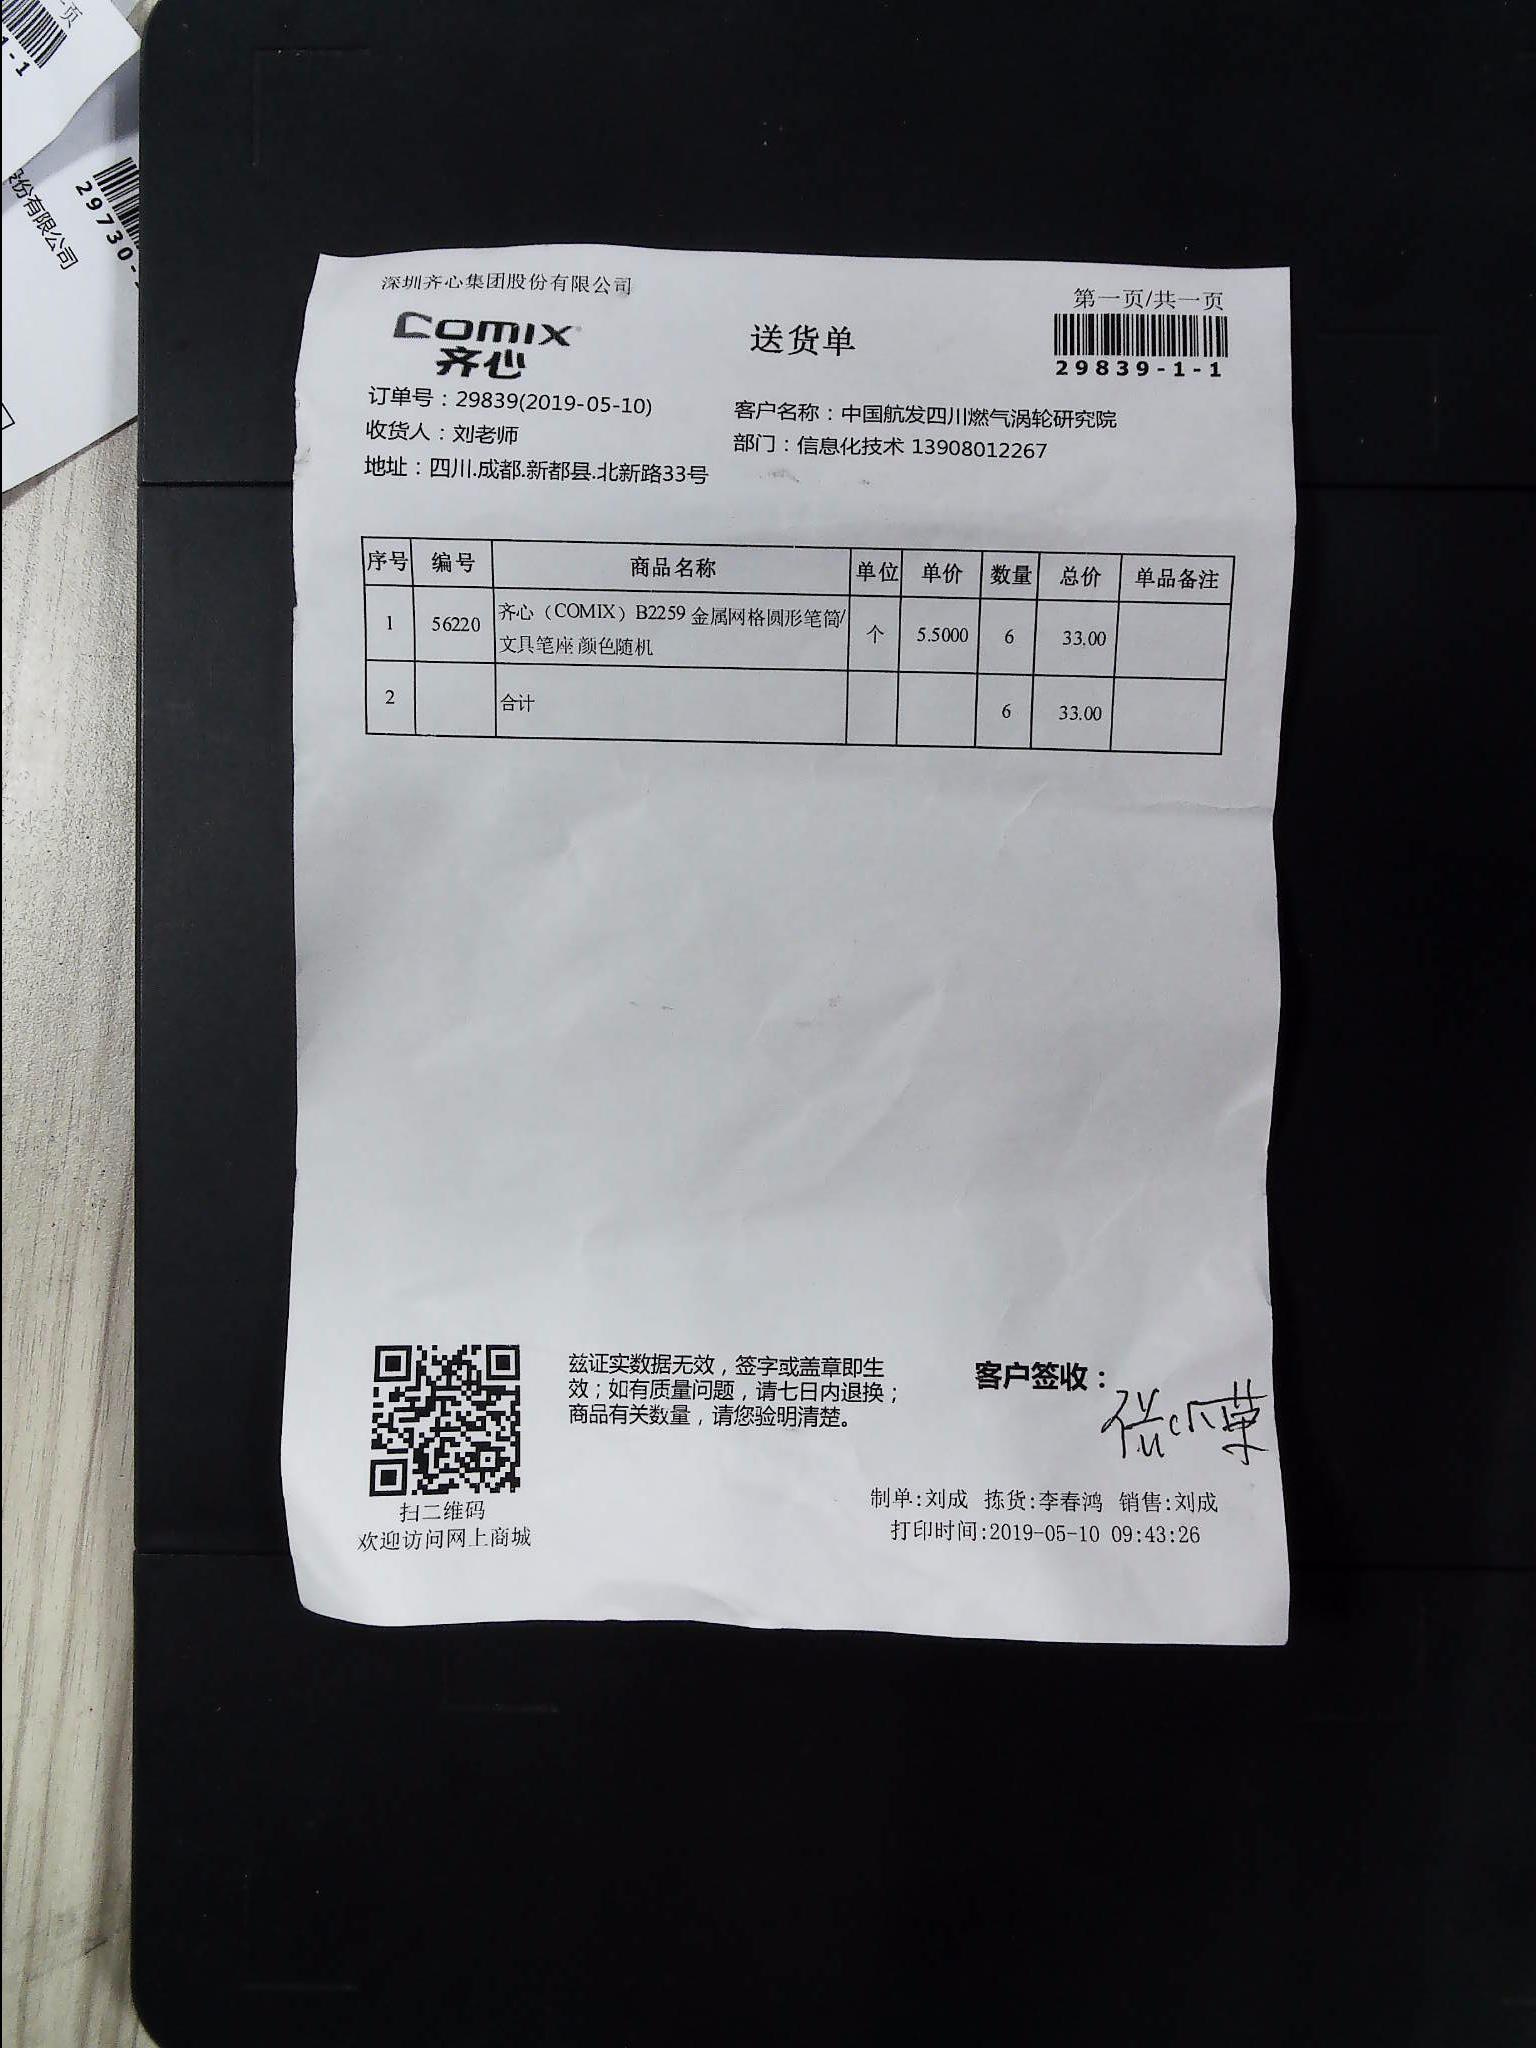 一页
1-1
股份有限公司
29730-
深圳齐心集团股份有限公司
第一页/共一页
COMIX
齐心
送货单
29839-1-1
订单号：29839(2019-05-10)
客户名称：中国航发四川燃气涡轮研究院
收货人：刘老师
部门：信息化技术 13908012267
地址：四川.成都.新都县.北新路33号
序号 编号 商品名称 单位 单价 数量 总价 单品备注
1 56220 齐心（COMIX）B2259 金属网格圆形笔筒/ 个 5.5000 6 33.00
文具笔座 颜色随机
2 合计 6 33.00
兹证实数据无效，签字或盖章即生
效；如有质量问题，请七日内退换；
商品有关数量，请您验明清楚。
客户签收：
扫二维码
欢迎访问网上商城
制单:刘成 拣货:李春鸿 销售:刘成
打印时间:2019-05-10 09:43:26